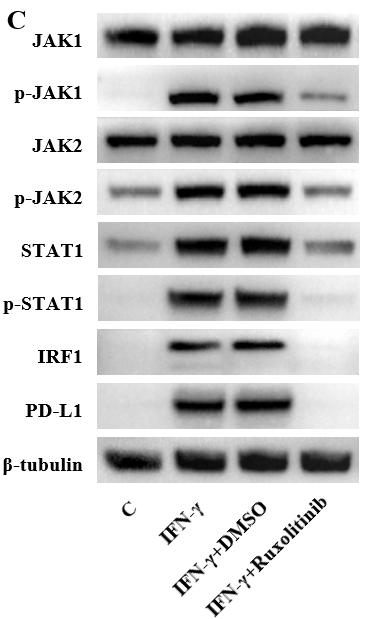 C
JAK1
p-JAK1
JAK2
p-JAK2
STAT1
p-STAT1
IRF1
PD-L1
β-tubulin
C
IFN-γ
IFN-γ+DMSO
IFN-γ+Ruxolitinib